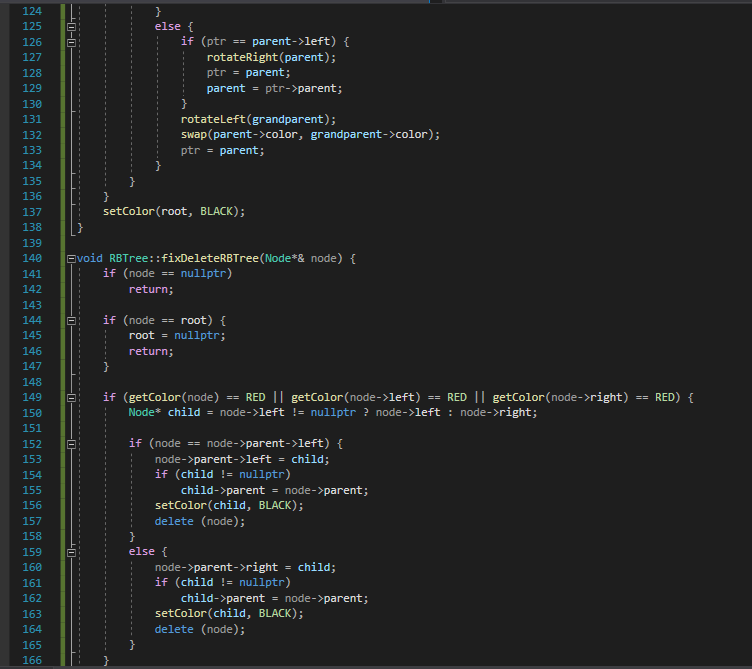 124 }
125 else {
126 if (ptr == parent->left) {
127 rotateRight(parent);
128 ptr = parent;
129 parent = ptr->parent;
130 }
131 rotateLeft(grandparent);
132 swap(parent->color, grandparent->color);
133 ptr = parent;
134 }
135 }
136 }
137 setColor(root, BLACK);
138 }
139
140 void RBTree::fixDeleteRBTree(Node*& node) {
141 if (node == nullptr)
142 return;
143
144 if (node == root) {
145 root = nullptr;
146 return;
147 }
148
149 if (getColor(node) == RED || getColor(node->left) == RED || getColor(node->right) == RED) {
150 Node* child = node->left != nullptr ? node->left : node->right;
151
152 if (node == node->parent->left) {
153 node->parent->left = child;
154 if (child != nullptr)
155 child->parent = node->parent;
156 setColor(child, BLACK);
157 delete (node);
158 }
159 else {
160 node->parent->right = child;
161 if (child != nullptr)
162 child->parent = node->parent;
163 setColor(child, BLACK);
164 delete (node);
165 }
166 }